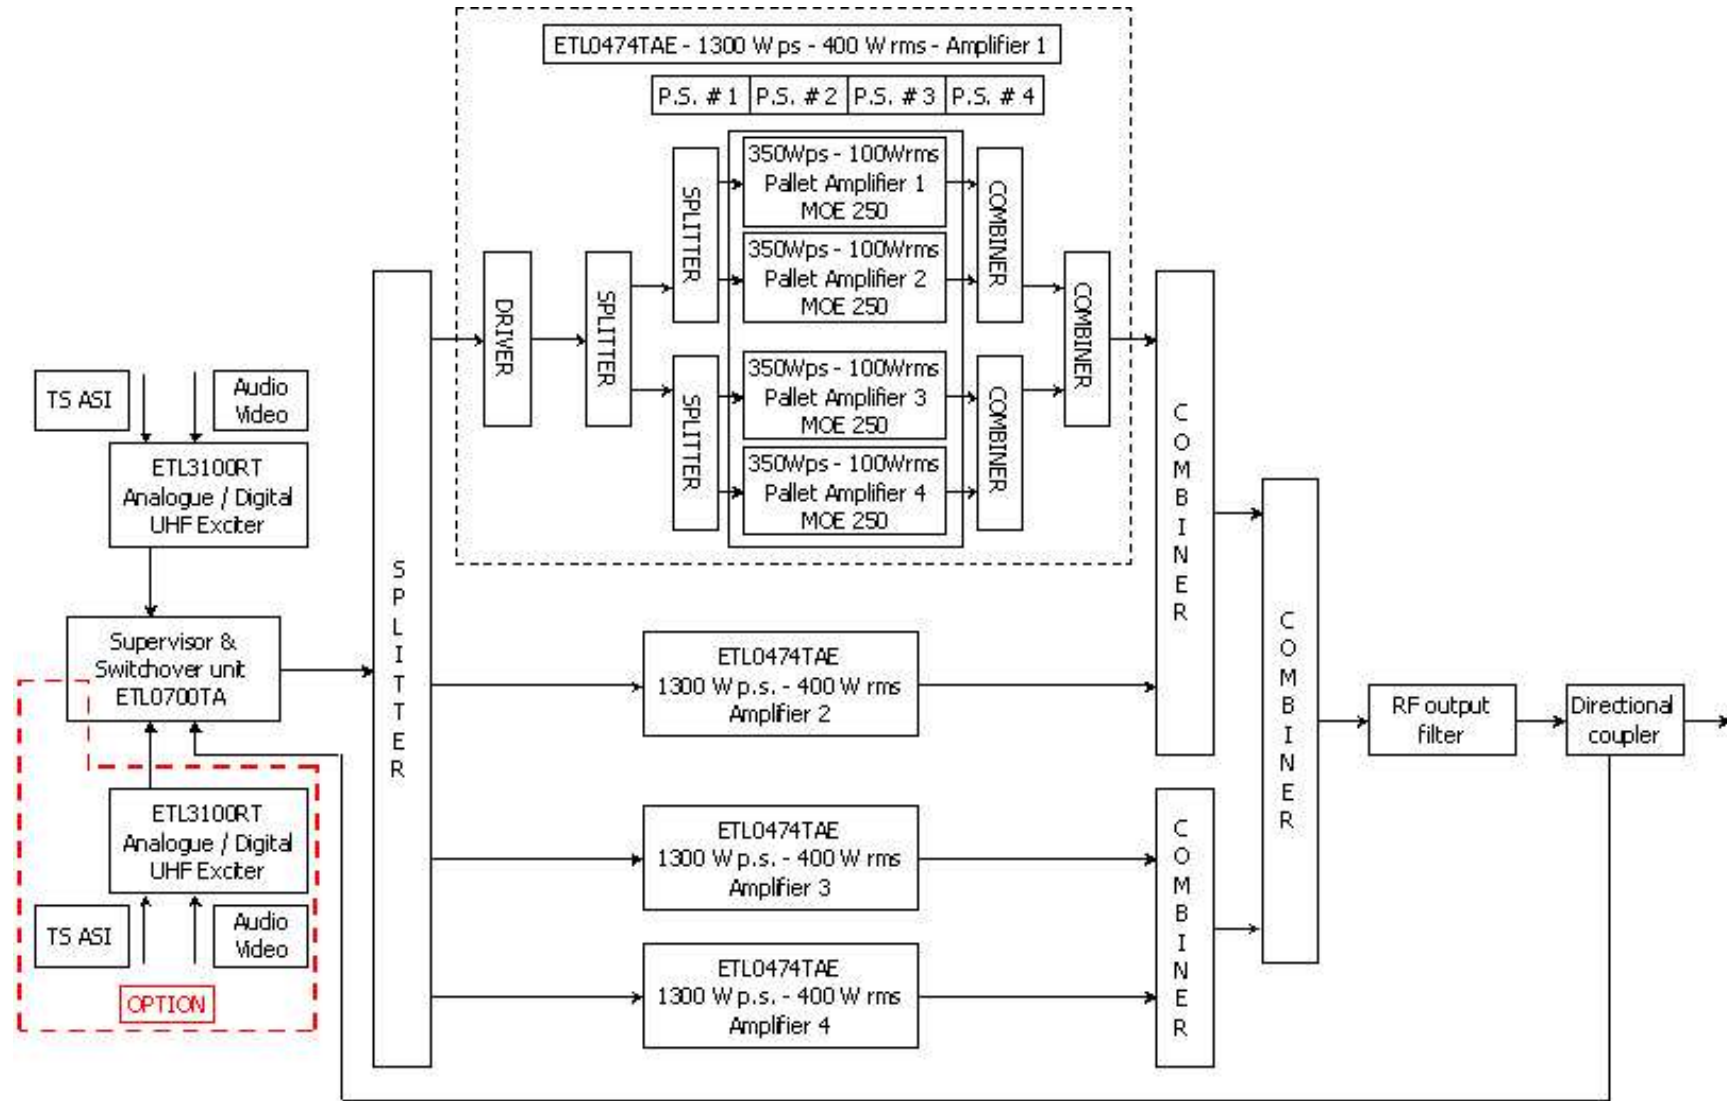 ETL0474TAE - 1300 W ps - 400 W rms - Amplifier 1
P.S. # 1
P.S. # 2
P.S. # 3
P.S. # 4
350Wps - 100Wrms
Pallet Amplifier 1
MOE 250
350Wps - 100Wrms
Pallet Amplifier 2
MOE 250
350Wps - 100Wrms
Pallet Amplifier 3
MOE 250
350Wps - 100Wrms
Pallet Amplifier 4
MOE 250
DRIVER
SPLITTER
SPLITTER
SPLITTER
COMBINER
COMBINER
COMBINER
TS ASI
Audio
Video
ETL3100RT
Analogue / Digital
UHF Exciter
Supervisor &
Switchover unit
ETL0700TA
ETL3100RT
Analogue / Digital
UHF Exciter
TS ASI
Audio
Video
OPTION
SPLITTER
ETL0474TAE
1300 W p.s. - 400 W rms
Amplifier 2
ETL0474TAE
1300 W p.s. - 400 W rms
Amplifier 3
ETL0474TAE
1300 W p.s. - 400 W rms
Amplifier 4
COMBINER
COMBINER
COMBINER
RF output
filter
Directional
coupler